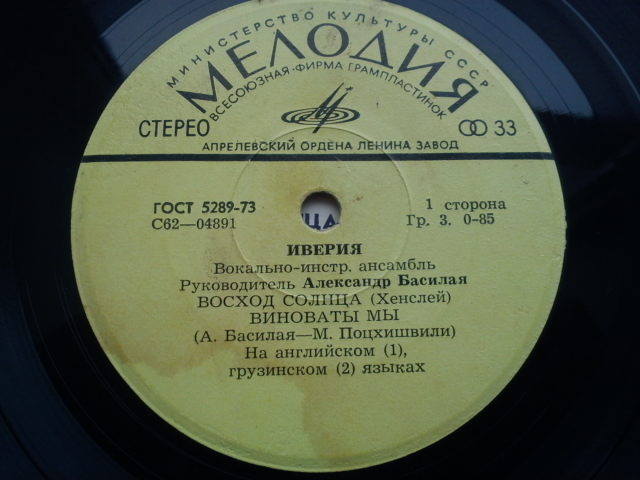 МИНИСТЕРСТВО КУЛЬТУРЫ СССР
МЕЛОДИЯ
ВСЕСОЮЗНАЯ ФИРМА ГРАМПЛАСТИНОК
СТЕРЕО
33
АПРЕЛЕВСКИЙ ОРДЕНА ЛЕНИНА ЗАВОД
ГОСТ 5289-73
1 сторона
С62—04891
Гр. 3. 0-85
ЦА
ИВЕРИЯ
Вокально-инстр. ансамбль
Руководитель Александр Басилая
ВОСХОД СОЛНЦА (Хенслей)
ВИНОВАТЫ МЫ
(А. Басилая—М. Поцхишвили)
На английском (1),
грузинском (2) языках